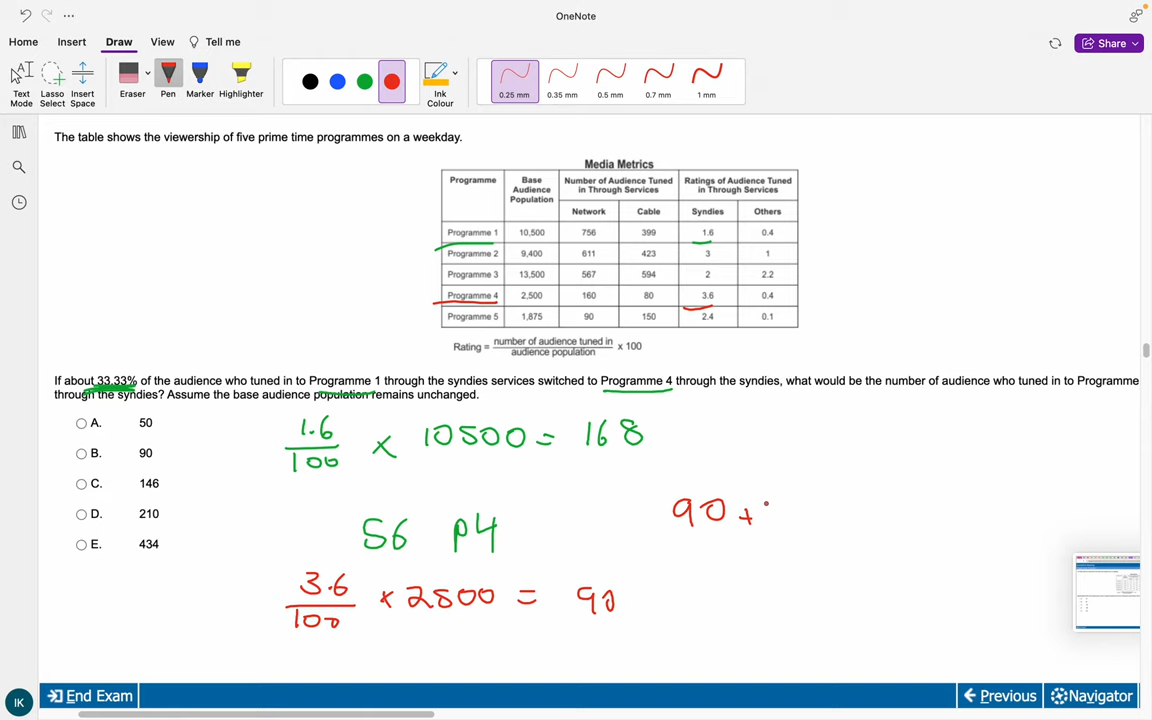 OneNote
Home Insert Draw View Tell me
Share
Text Mode
Lasso Select
Insert Space
Eraser
Pen
Marker
Highlighter
Ink Colour
0.25 mm
0.35 mm
0.5 mm
0.7 mm
1 mm
The table shows the viewership of five prime time programmes on a weekday.
Media Metrics
Programme Base Audience Population Number of Audience Tuned in Through Services Ratings of Audience Tuned in Through Services
Network Cable Syndies Others
Programme 1 10,500 756 399 1.6 0.4
Programme 2 9,400 611 423 3 1
Programme 3 13,500 567 594 2 2.2
Programme 4 2,500 160 80 3.6 0.4
Programme 5 1,875 90 150 2.4 0.1
Rating = number of audience tuned in / audience population x 100
If about 33.33% of the audience who tuned in to Programme 1 through the syndies services switched to Programme 4 through the syndies, what would be the number of audience who tuned in to Programme
through the syndies? Assume the base audience population remains unchanged.
A. 50
B. 90
C. 146
D. 210
E. 434
1.6/100 × 10500 = 168
56 P4
90 +
3.6/100 × 2500 = 90
IK
End Exam
Previous
Navigator